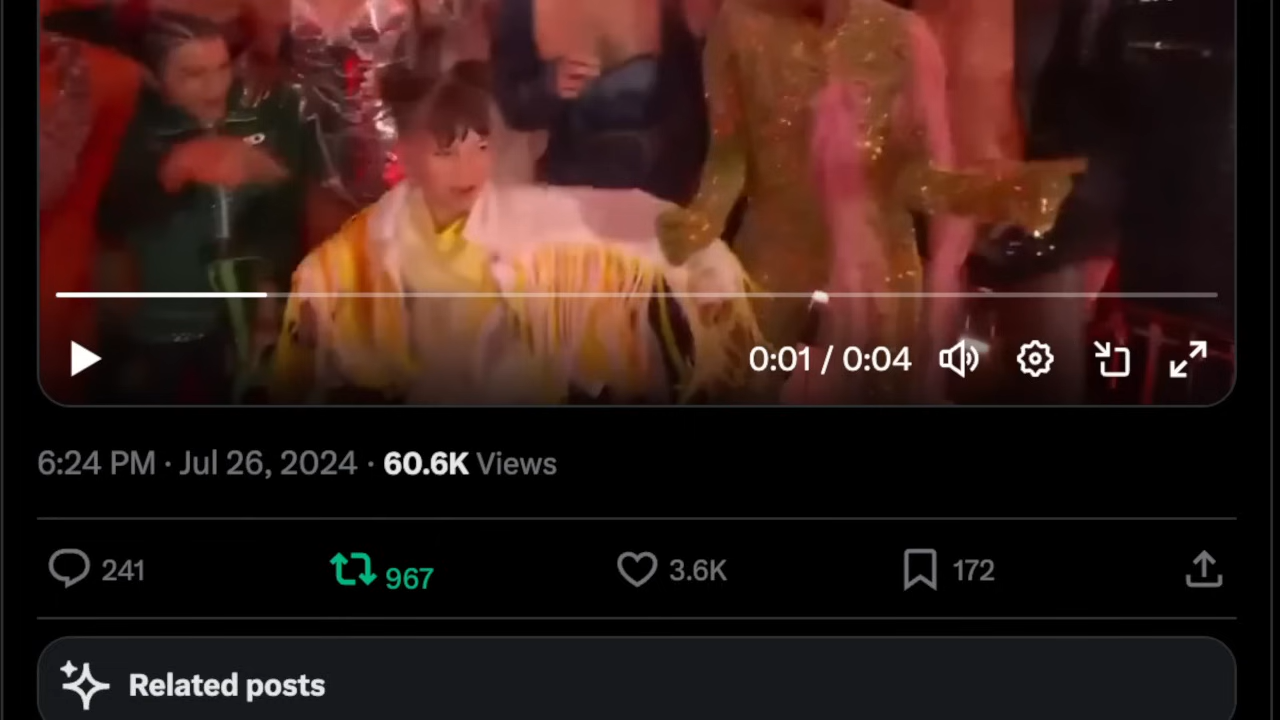 0:01 / 0:04
6:24 PM · Jul 26, 2024 · 60.6K Views
241 967 3.6K 172
Related posts